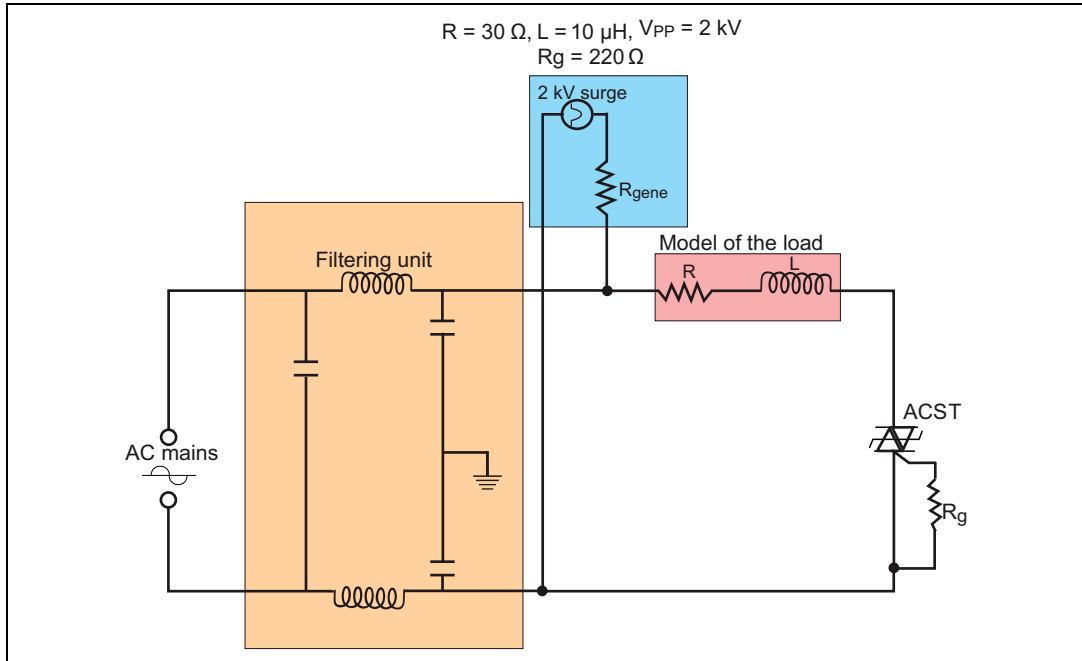 R = 30 Ω, L = 10 µH, VPP = 2 kV
Rg = 220 Ω
2 kV surge
Rgene
Model of the load
R
L
Filtering unit
ACST
AC mains
Rg